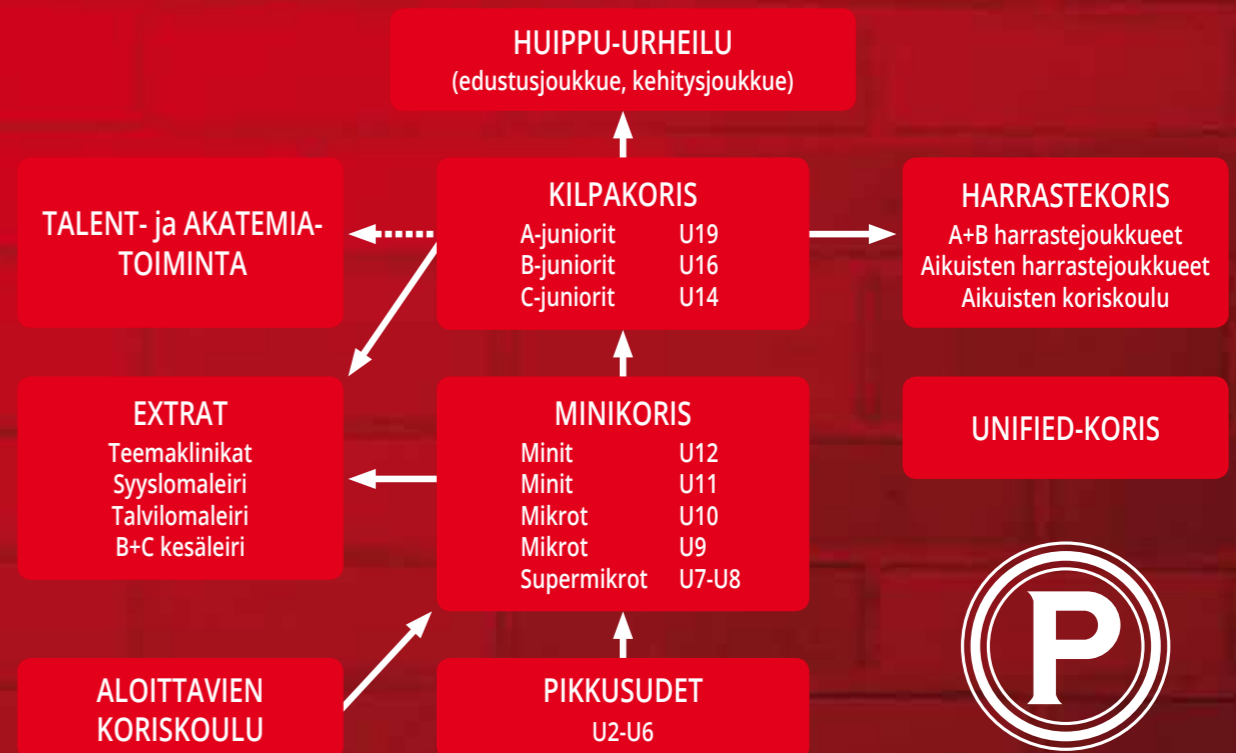 HUIPPU-URHEILU
(edustusjoukkue, kehitysjoukkue)
TALENT- ja AKATEMIA-
TOIMINTA
KILPAKORIS
A-juniorit U19
B-juniorit U16
C-juniorit U14
HARRASTEKORIS
A+B harrastejoukkueet
Aikuisten harrastejoukkueet
Aikuisten koriskoulu
EXTRAT
Teemaklinikat
Syyslomaleiri
Talvilomaleiri
B+C kesäleiri
MINIKORIS
Minit U12
Minit U11
Mikrot U10
Mikrot U9
Supermikrot U7-U8
UNIFIED-KORIS
ALOITTAVIEN
KORISKOULU
PIKKUSUDET
U2-U6
P